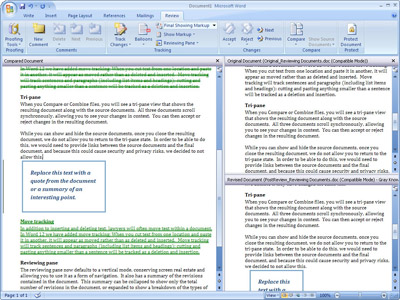 Document1 - Microsoft Word
Home
Insert
Page Layout
References
Mailings
Review
View
Proofing Tools
Proofing
New Comment
Delete
Previous
Next
Comments
Track Changes
Balloons
Final Showing Markup
Show Markup
Reviewing Pane
Tracking
Accept
Reject
Previous
Next
Changes
Compare
Show Source Documents
Compare
Protect Document
Protect
Compared Document
In Word 12 we have added move tracking. When you cut text from one location and paste
it in another, it will appear as moved rather than as deleted and inserted. Move tracking
will track sentences and paragraphs (including list items and headings); cutting and
pasting anything smaller than a sentence will be tracked as a deletion and insertion.
Tri-pane
When you Compare or Combine files, you will see a tri-pane view that shows the
resulting document along with the source documents. All three documents scroll
synchronously, allowing you to see your changes in context. You can then accept or
reject changes in the resulting document.
While you can show and hide the source documents, once you close the resulting
document, we do not allow you to return to the tri-pane state. In order to be able to do
this, we would need to provide links between the source documents and the final
document, and because this could cause security and privacy risks, we decided to not
allow this
Replace this text with a
quote from the document
or a summary of an
interesting point.
Move tracking
In addition to inserting and deleting text, lawyers will often move text within a document.
In Word 12 we have added move tracking. When you cut text from one location and paste
it in another, it will appear as moved rather than as deleted and inserted. Move tracking
will track sentences and paragraphs (including list items and headings); cutting and
pasting anything smaller than a sentence will be tracked as a deletion and insertion.
Reviewing pane
The reviewing pane now defaults to a vertical mode, conserving screen real estate and
allowing you to use it as a form of navigation. It also has a summary of the revisions
contained in the document. This summary can be collapsed to show only the total
number of revisions in the document, or expanded to show a breakdown of the types of
Original Document (Original_Reviewing Documents.doc (Compatible Mode))
when you cut text from one location and paste it in another, it will
appear as moved rather than as deleted and inserted. Move tracking
will track sentences and paragraphs (including list items and
headings); cutting and pasting anything smaller than a sentence will
be tracked as a deletion and insertion.
Tri-pane
When you Compare or Combine files, you will see a tri-pane view
that shows the resulting document along with the source
documents. All three documents scroll synchronously, allowing you
to see your changes in context. You can then accept or reject
changes in the resulting document.
While you can show and hide the source documents, once you close
the resulting document, we do not allow you to return to the tri-
pane state. In order to be able to do this, we would need to
provide links between the source documents and the final
document, and because this could cause security and privacy risks,
Revised Document (PostReview_Reviewing Documents.doc (Compatible Mode) - Gray Know
Tri-pane
When you Compare or Combine files, you will see a tri-pane view
that shows the resulting document along with the source
documents. All three documents scroll synchronously, allowing you
to see your changes in context. You can then accept or reject
changes in the resulting document.
While you can show and hide the source documents, once you
close the resulting document, we do not allow you to return to the
tri-pane state. In order to be able to do this, we would need to
provide links between the source documents and the final
document, and because this could cause security and privacy risks,
we decided to not allow this.
Replace this
text with a
Page 1 of 1
View
100%